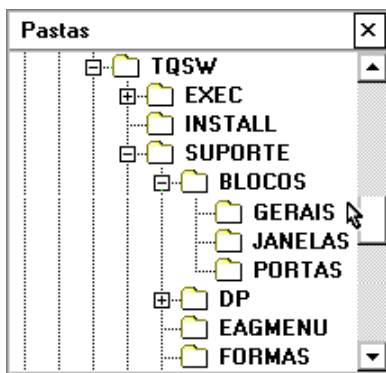 Pastas
TQSW
EXEC
INSTALL
SUPORTE
BLOCOS
GERAIS
JANELAS
PORTAS
DP
EAGMENU
FORMAS